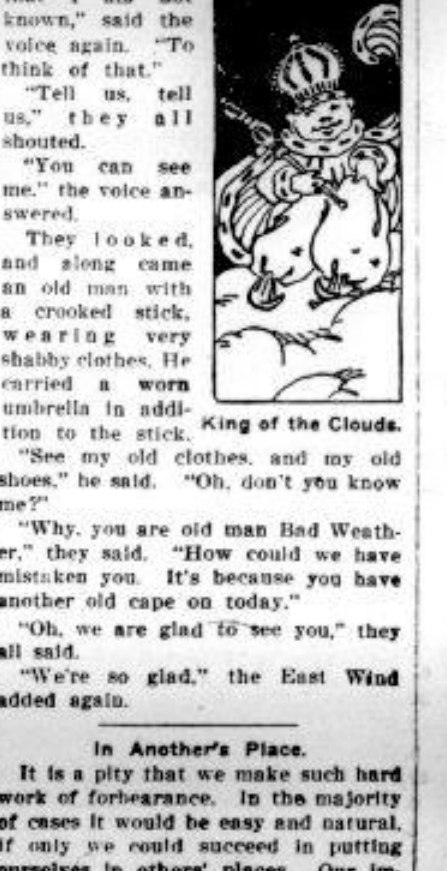 known," said the
voice again. "To
think of that."
"Tell us, tell
us," they all
shouted.
"You can see
me." the voice an-
swered.
They looked,
and along came
an old man with
a crooked stick,
wearing very
shabby clothes. He
carried a worn
umbrella in addi-
tion to the stick.
King of the Clouds.
"See my old clothes, and my old
shoes," he said. "Oh, don't you know
me?"
"Why, you are old man Bad Weath-
er," they said. "How could we have
mistaken you. It's because you have
another old cape on today."
"Oh, we are glad to see you," they
all said.
"We're so glad," the East Wind
added again.
In Another's Place.
It is a pity that we make such hard
work of forbearance. In the majority
of cases it would be easy and natural,
if only we could succeed in putting
ourselves in others' places. Our im-